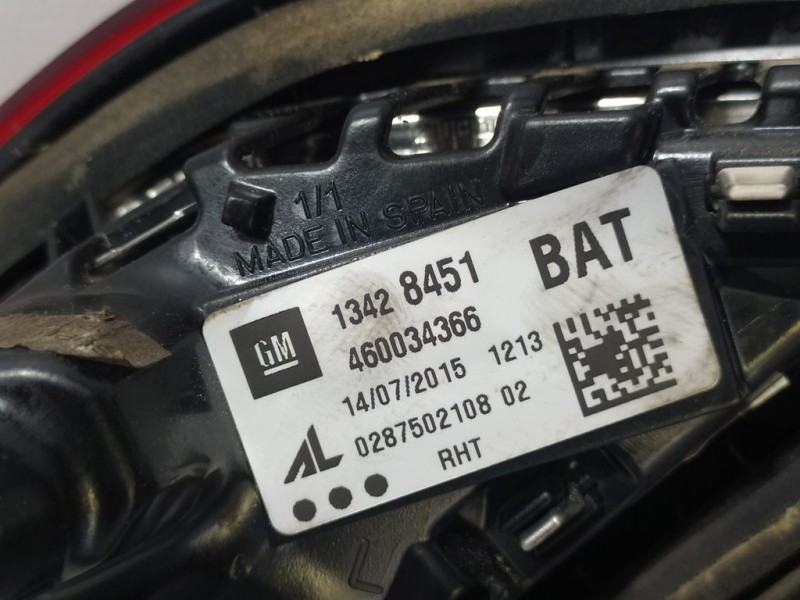 1/1
MADE IN SPAIN
BAT
1342 8451
GM
460034366
14/07/2015 1213
AL
0287502108 02
RHT
L